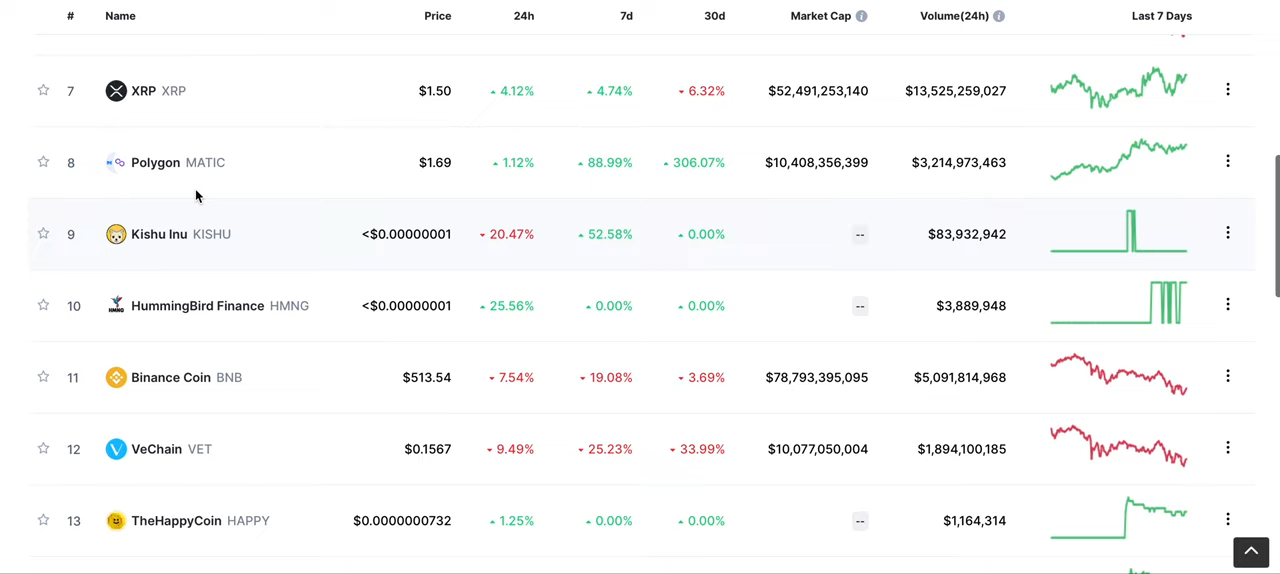 # Name Price 24h 7d 30d Market Cap Volume(24h) Last 7 Days
7 XRP XRP $1.50 4.12% 4.74% 6.32% $52,491,253,140 $13,525,259,027
8 Polygon MATIC $1.69 1.12% 88.99% 306.07% $10,408,356,399 $3,214,973,463
9 Kishu Inu KISHU <$0.00000001 20.47% 52.58% 0.00% -- $83,932,942
10 HMNG HummingBird Finance HMNG <$0.00000001 25.56% 0.00% 0.00% -- $3,889,948
11 Binance Coin BNB $513.54 7.54% 19.08% 3.69% $78,793,395,095 $5,091,814,968
12 VeChain VET $0.1567 9.49% 25.23% 33.99% $10,077,050,004 $1,894,100,185
13 TheHappyCoin HAPPY $0.0000000732 1.25% 0.00% 0.00% -- $1,164,314